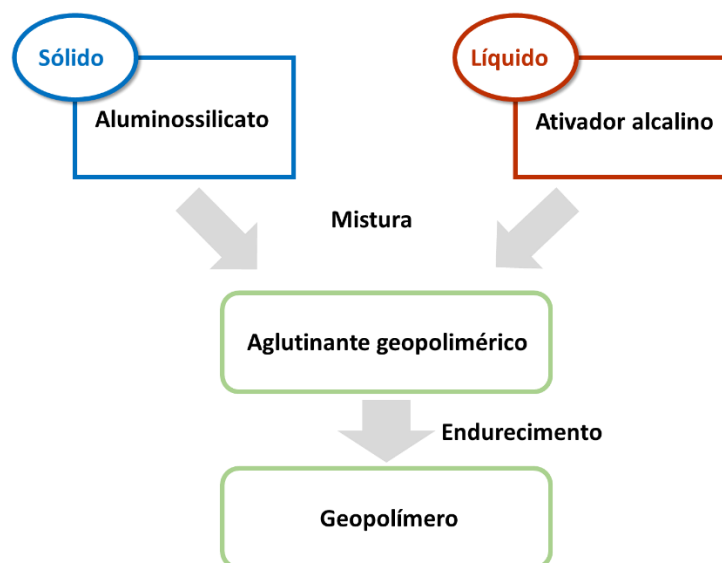 Sólido
Líquido
Aluminossilicato
Ativador alcalino
Mistura
Aglutinante geopolimérico
Endurecimento
Geopolímero